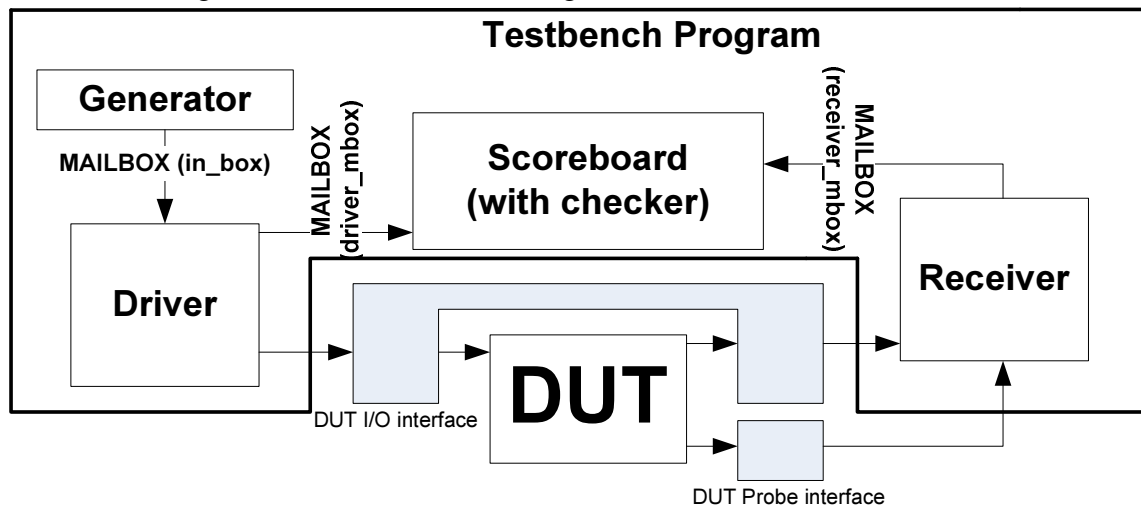 Testbench Program
Generator
MAILBOX (in_box)
MAILBOX
(driver_mbox)
Scoreboard
(with checker)
MAILBOX
(receiver_mbox)
Driver
Receiver
DUT
DUT I/O interface
DUT Probe interface